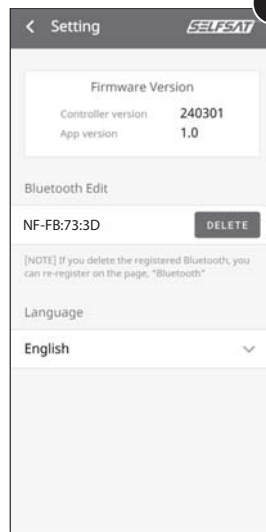 Setting
SELFSAT
Firmware Version
Controller version 240301
App version 1.0
Bluetooth Edit
NF-FB:73:3D DELETE
[NOTE] If you delete the registered Bluetooth, you
can re-register on the page, "Bluetooth"
Language
English